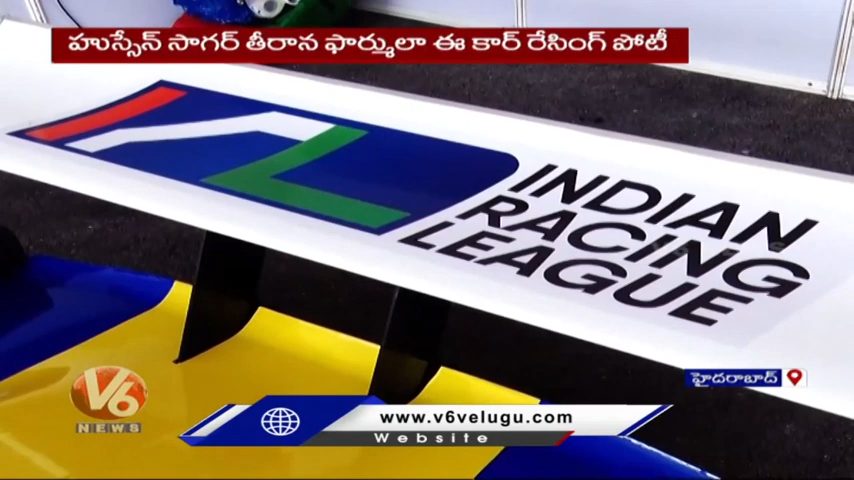 హుస్సేన్ సాగర్ తీరాన ఫార్ములా ఈ కార్ రేసింగ్ పోటీ
INDIAN
RACING
LEAGUE
హైదరాబాద్
V6
NEWS
www.v6velugu.com
Website